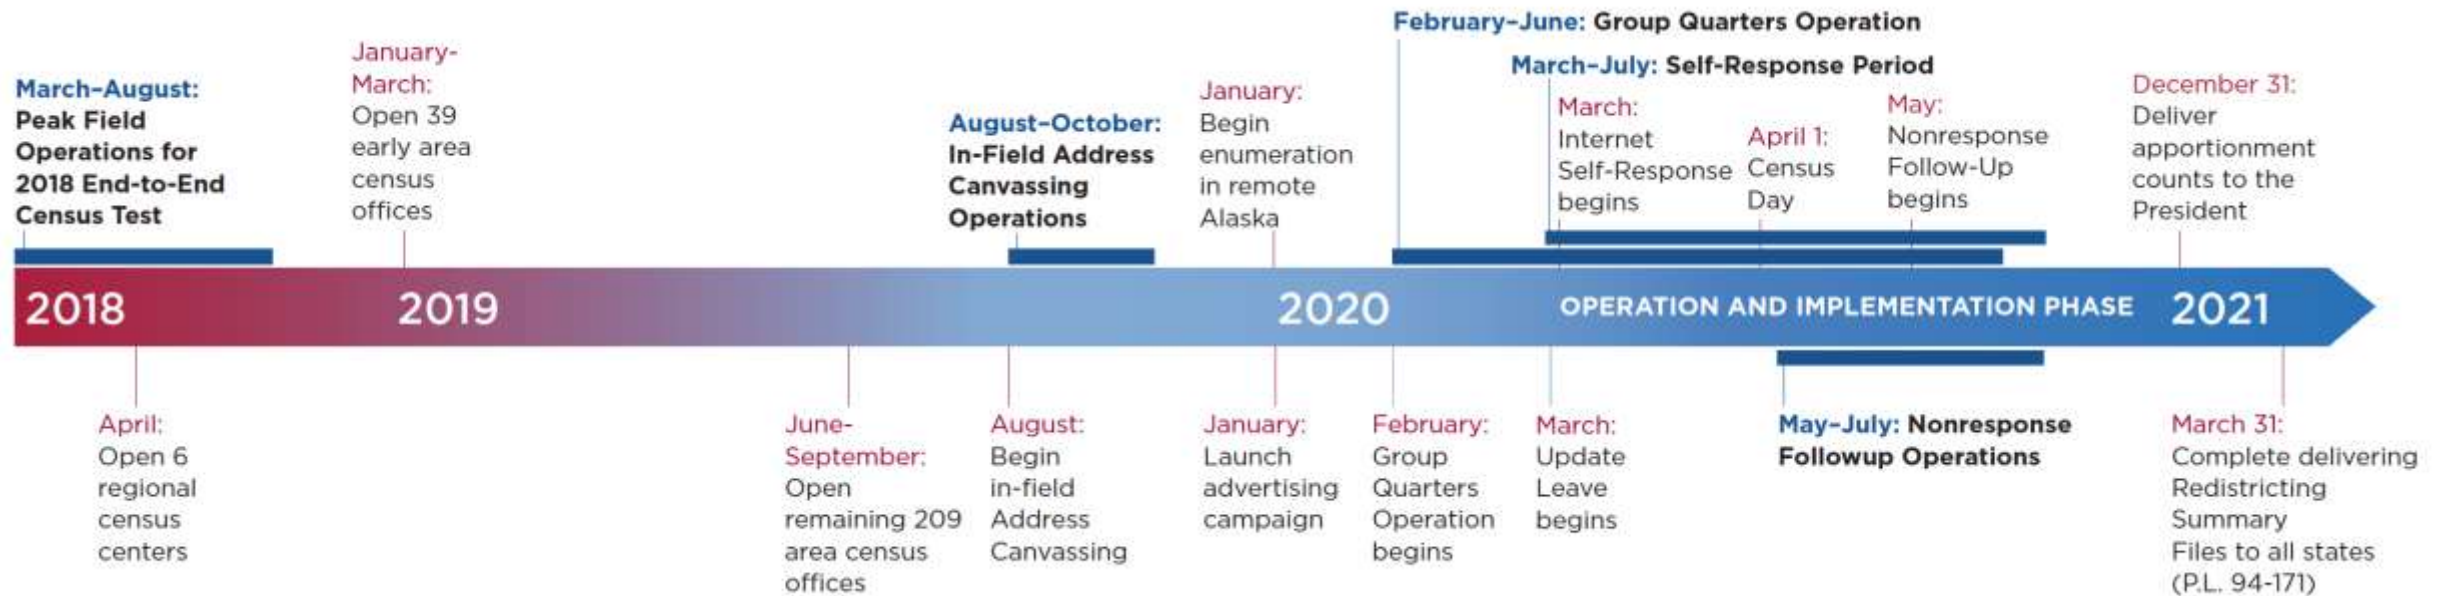 February–June: Group Quarters Operation
March–July: Self-Response Period
March–August:
Peak Field
Operations for
2018 End-to-End
Census Test
January-
March:
Open 39
early area
census
offices
August–October:
In-Field Address
Canvassing
Operations
January:
Begin
enumeration
in remote
Alaska
March:
Internet
Self-Response
begins
April 1:
Census
Day
May:
Nonresponse
Follow-Up
begins
December 31:
Deliver
apportionment
counts to the
President
2018
2019
2020
OPERATION AND IMPLEMENTATION PHASE
2021
April:
Open 6
regional
census
centers
June-
September:
Open
remaining 209
area census
offices
August:
Begin
in-field
Address
Canvassing
January:
Launch
advertising
campaign
February:
Group
Quarters
Operation
begins
March:
Update
Leave
begins
May–July: Nonresponse
Followup Operations
March 31:
Complete delivering
Redistricting
Summary
Files to all states
(P.L. 94-171)